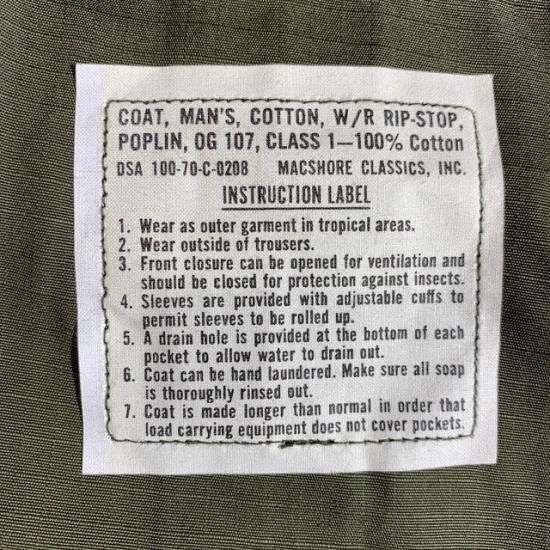 COAT, MAN'S, COTTON, W/R RIP-STOP,
POPLIN, OG 107, CLASS 1—100% Cotton
DSA 100-70-C-0208 MACSHORE CLASSICS, INC.
INSTRUCTION LABEL
1. Wear as outer garment in tropical areas.
2. Wear outside of trousers.
3. Front closure can be opened for ventilation and
should be closed for protection against insects.
4. Sleeves are provided with adjustable cuffs to
permit sleeves to be rolled up.
5. A drain hole is provided at the bottom of each
pocket to allow water to drain out.
6. Coat can be hand laundered. Make sure all soap
is thoroughly rinsed out.
7. Coat is made longer than normal in order that
load carrying equipment does not cover pockets.